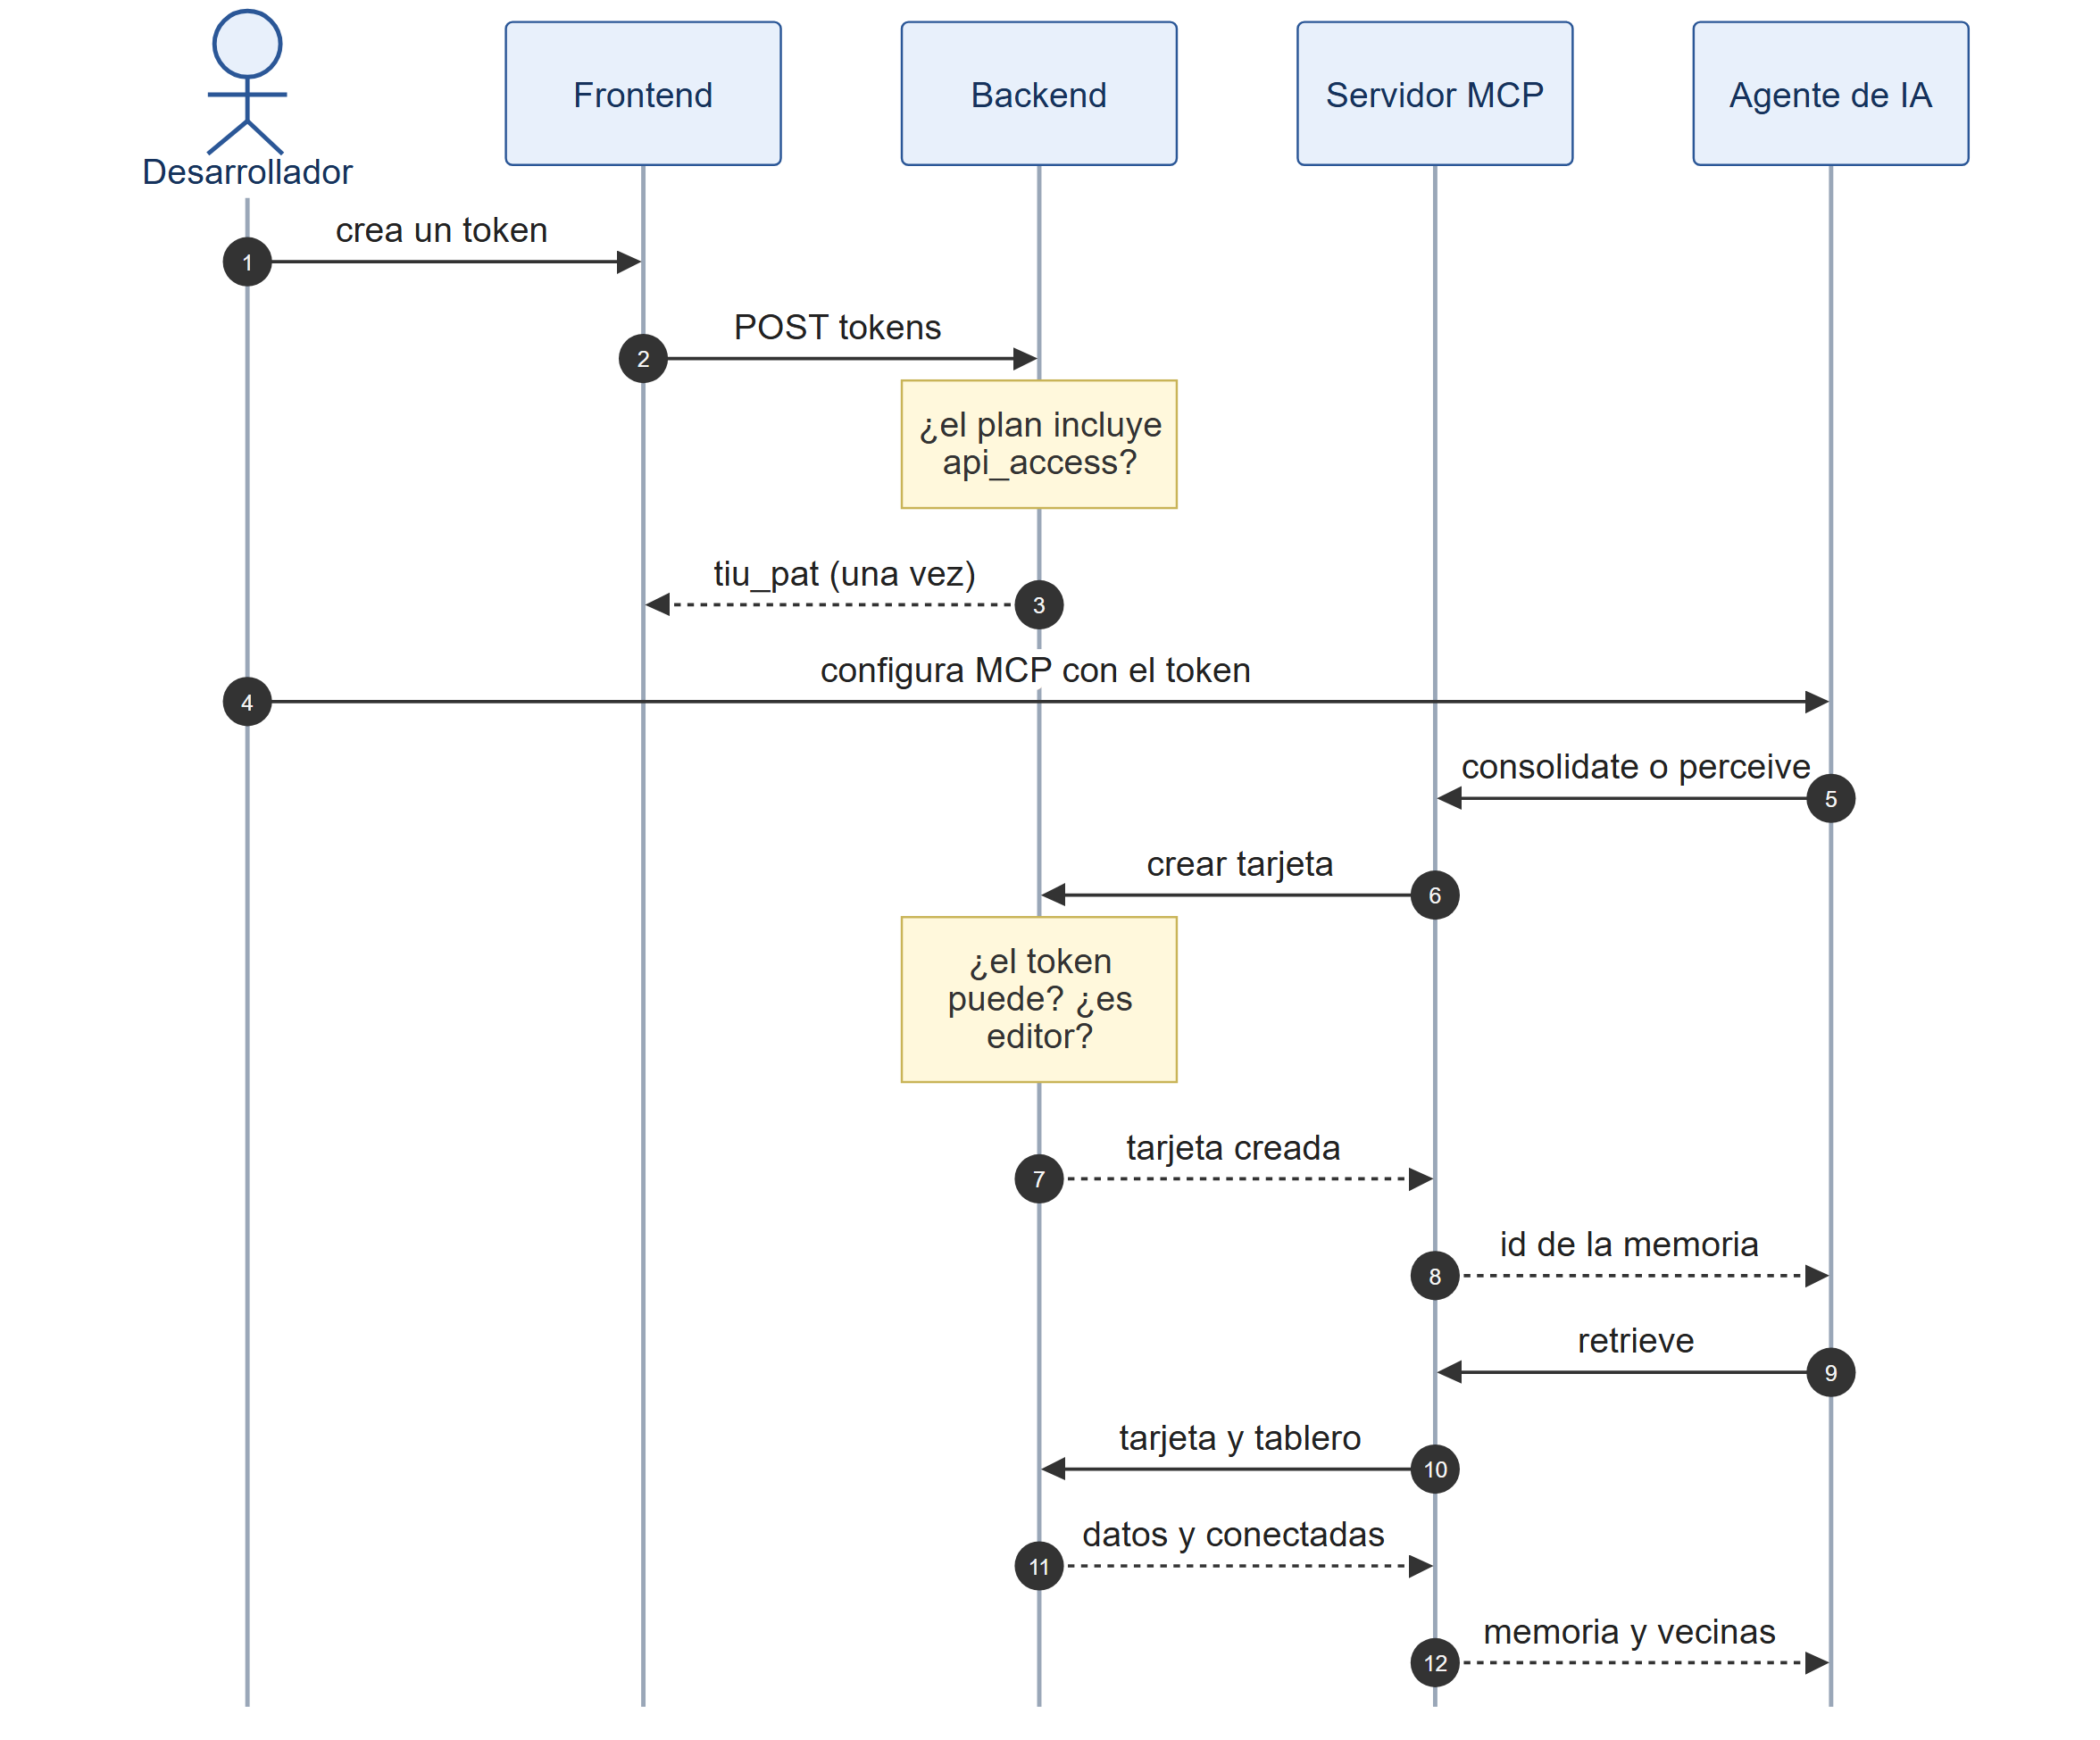 Desarrollador
Frontend
Backend
Servidor MCP
Agente de IA
crea un token
1
POST tokens
2
¿el plan incluye
api_access?
tiu_pat (una vez)
3
configura MCP con el token
4
consolidate o perceive
5
crear tarjeta
6
¿el token
puede? ¿es
editor?
tarjeta creada
7
id de la memoria
8
retrieve
9
tarjeta y tablero
10
datos y conectadas
11
memoria y vecinas
12